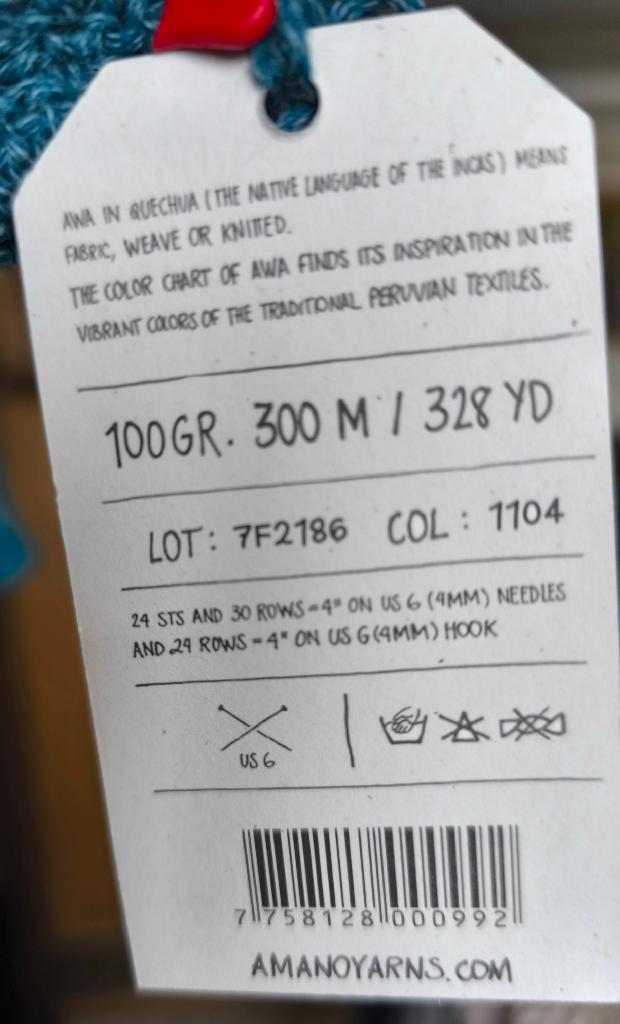 AWA IN QUECHUA (THE NATIVE LANGUAGE OF THE INCAS) MEANS
FABRIC, WEAVE OR KNITTED.
THE COLOR CHART OF AWA FINDS ITS INSPIRATION IN THE
VIBRANT COLORS OF THE TRADITIONAL PERUVIAN TEXTILES.
100GR. 300 M / 328 YD
LOT: 7F2186 COL: 1104
24 STS AND 30 ROWS = 4" ON US 6 (4MM) NEEDLES
AND 24 ROWS = 4" ON US G (4MM) HOOK
US 6
7 758128 000992
AMANOYARNS.COM